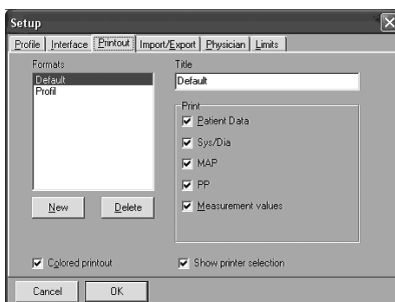 Setup
Profile Interface Printout Import/Export Physician Limits
Formats
Default
Profil
New Delete
Title
Default
Print
Patient Data
Sys/Dia
MAP
PP
Measurement values
Colored printout
Show printer selection
Cancel OK